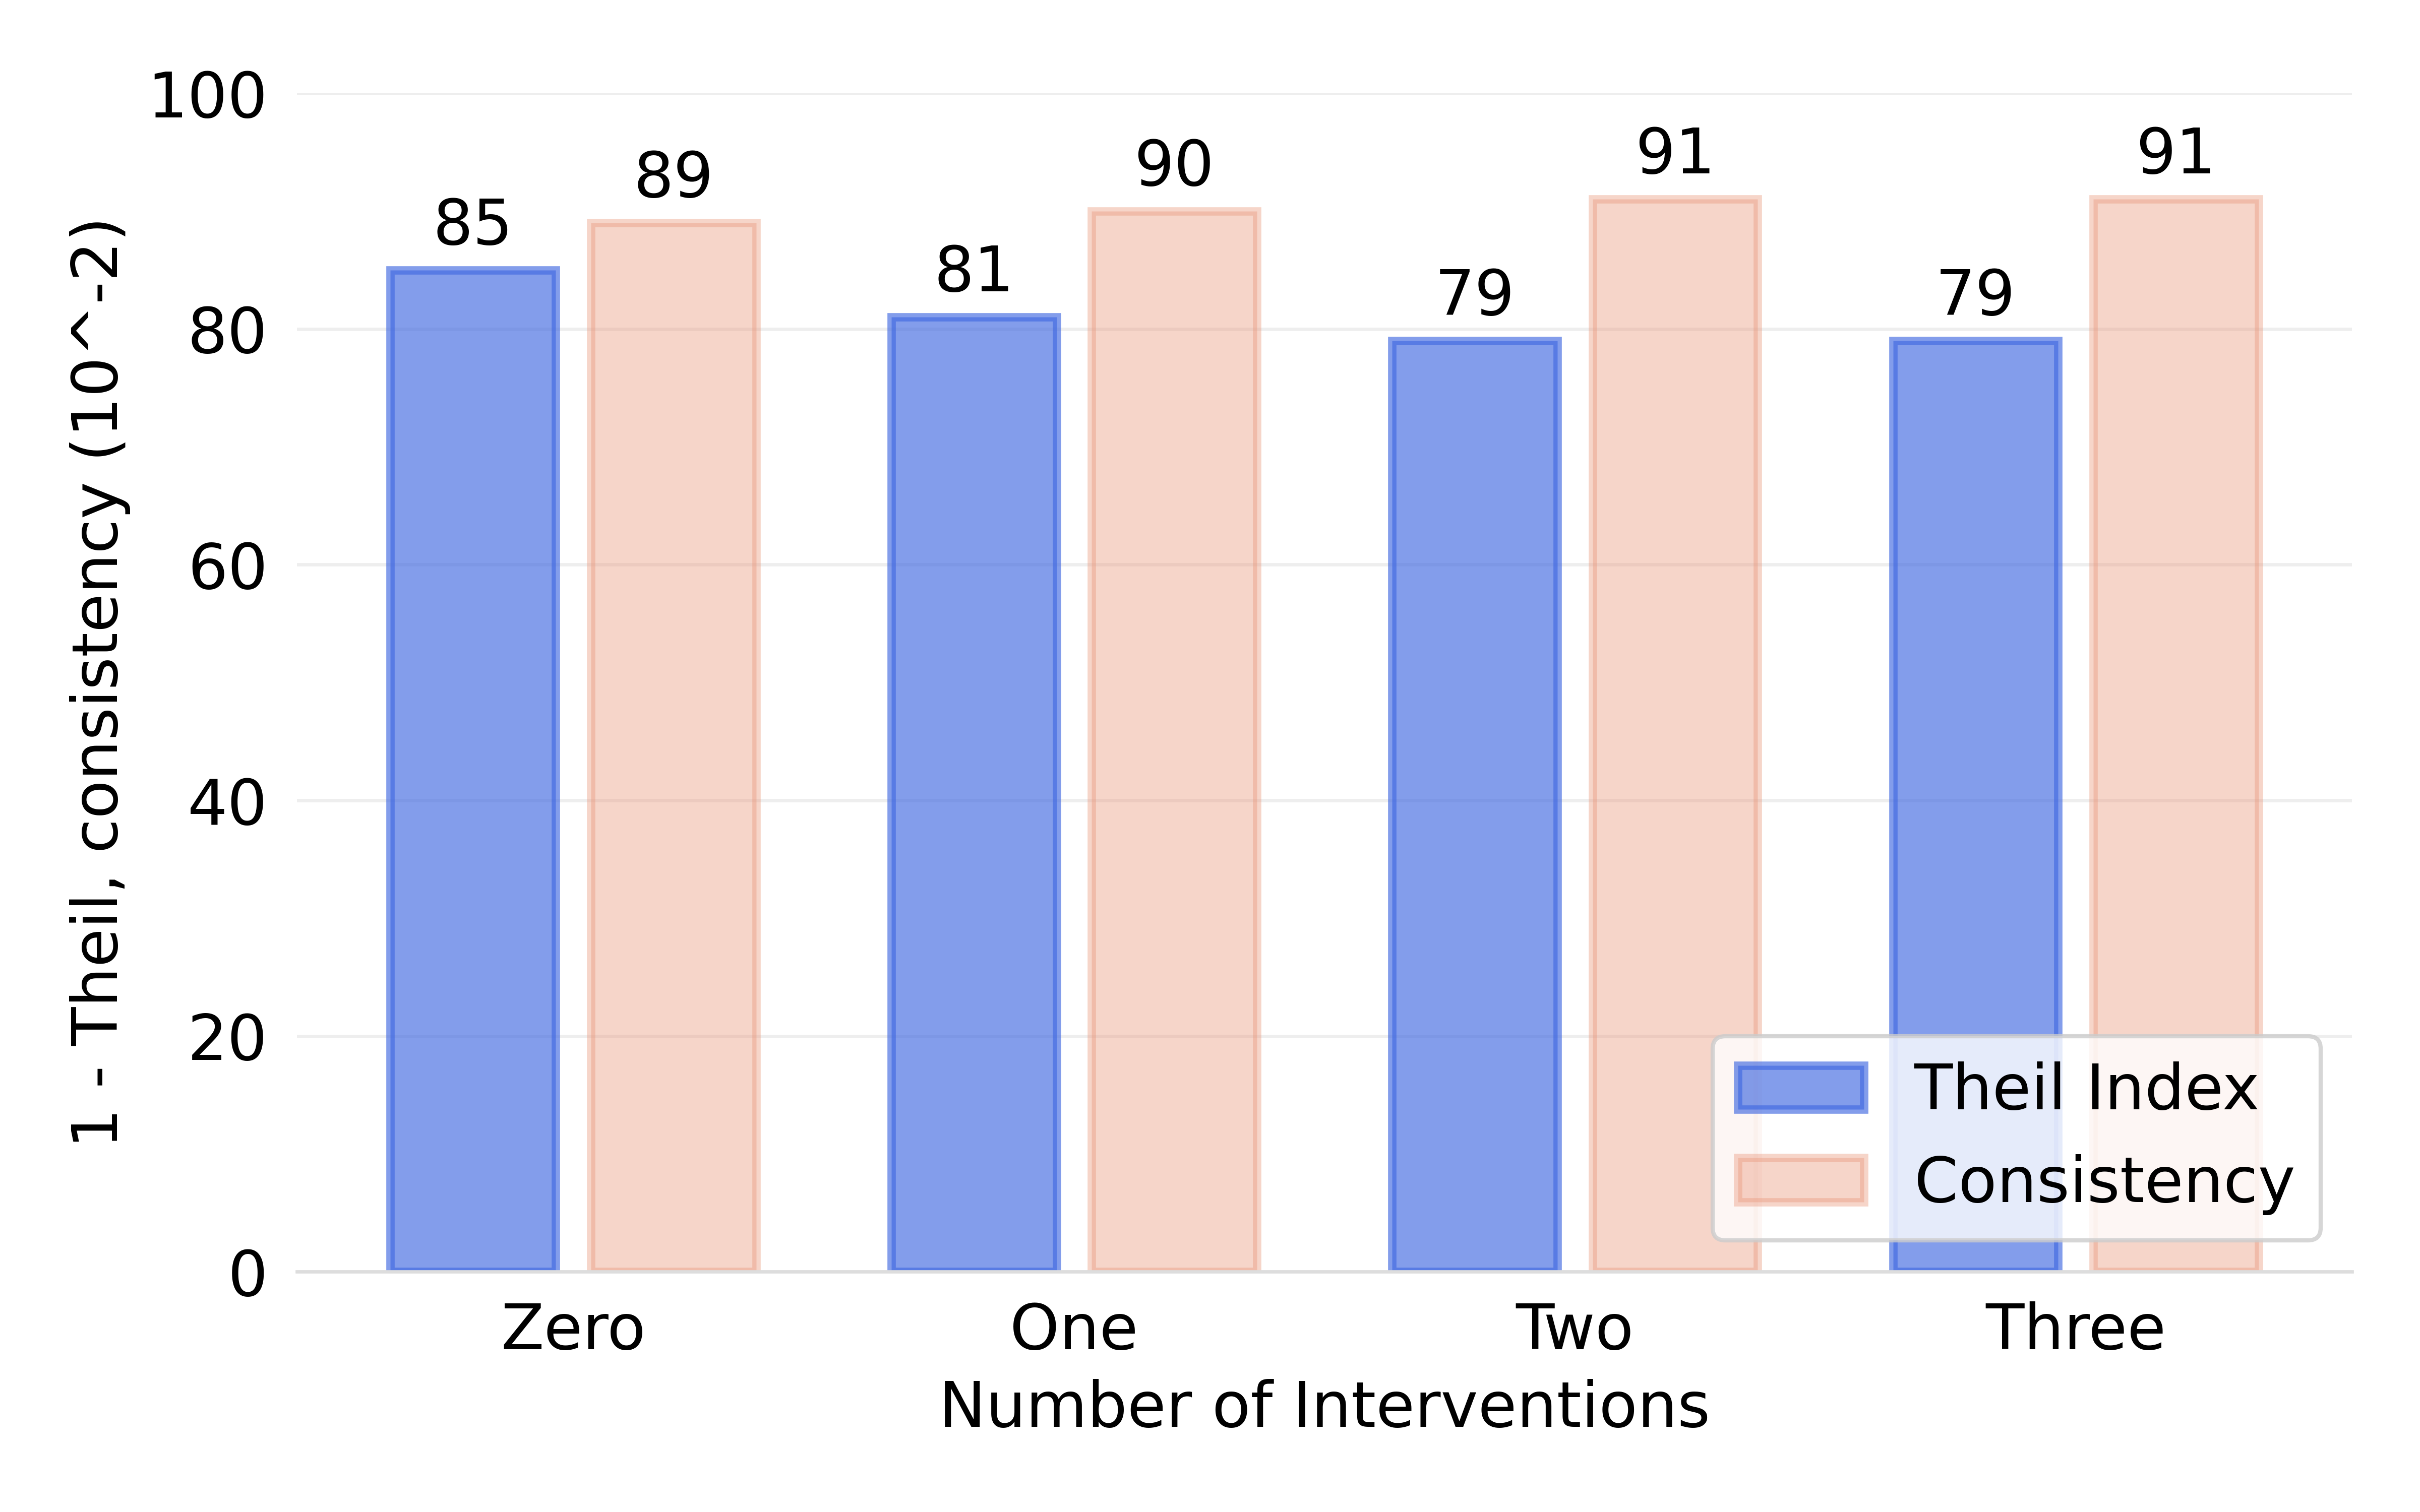 1 - Theil, consistency (10^-2)
100
80
60
40
20
0
85
89
81
90
79
91
79
91
Theil Index
Consistency
Zero
One
Two
Three
Number of Interventions